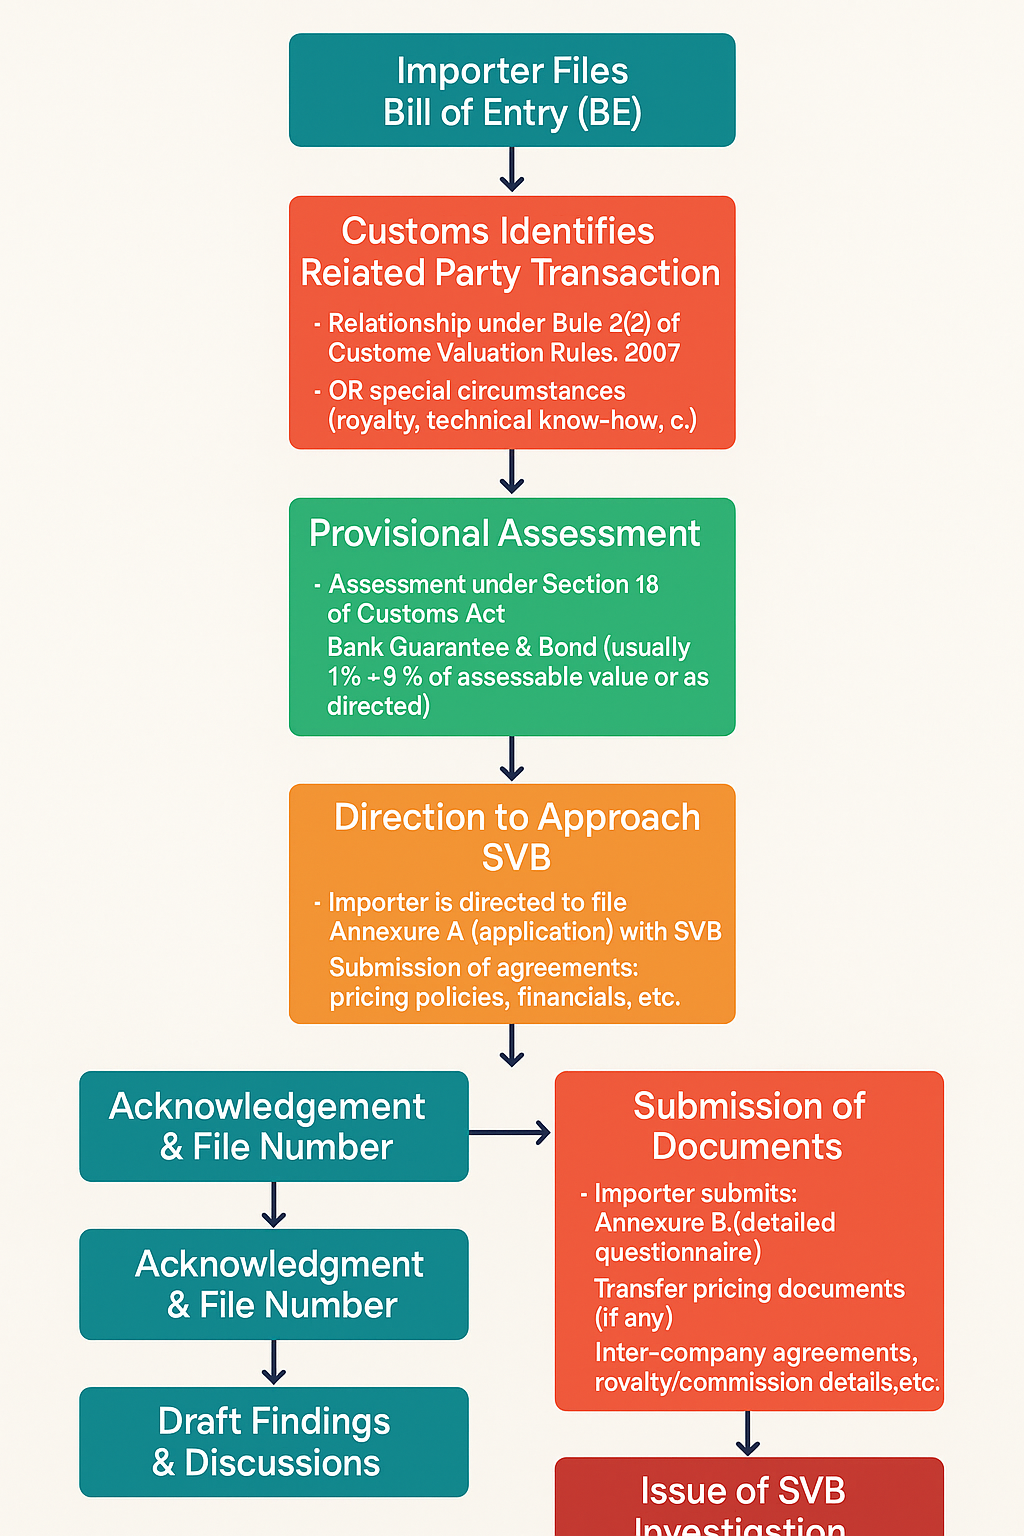 Importer Files
Bill of Entry (BE)
Customs Identifies
Reiated Party Transaction
- Relationship under Bule 2(2) of
Custome Valuation Rules. 2007
- OR special circumstances
(royalty, technical know-how, c.)
Provisional Assessment
- Assessment under Section 18
of Customs Act
Bank Guarantee & Bond (usually
1% +9 % of assessable value or as
directed)
Direction to Approach
SVB
- Importer is directed to file
Annexure A (application) with SVB
Submission of agreements:
pricing policies, financials, etc.
Acknowledgement
& File Number
Acknowledgment
& File Number
Draft Findings
& Discussions
Submission of
Documents
- Importer submits:
Annexure B.(detailed
questionnaire)
Transfer pricing documents
(if any)
Inter-company agreements,
rovalty/commission details,etc.
Issue of SVB
Investigastion